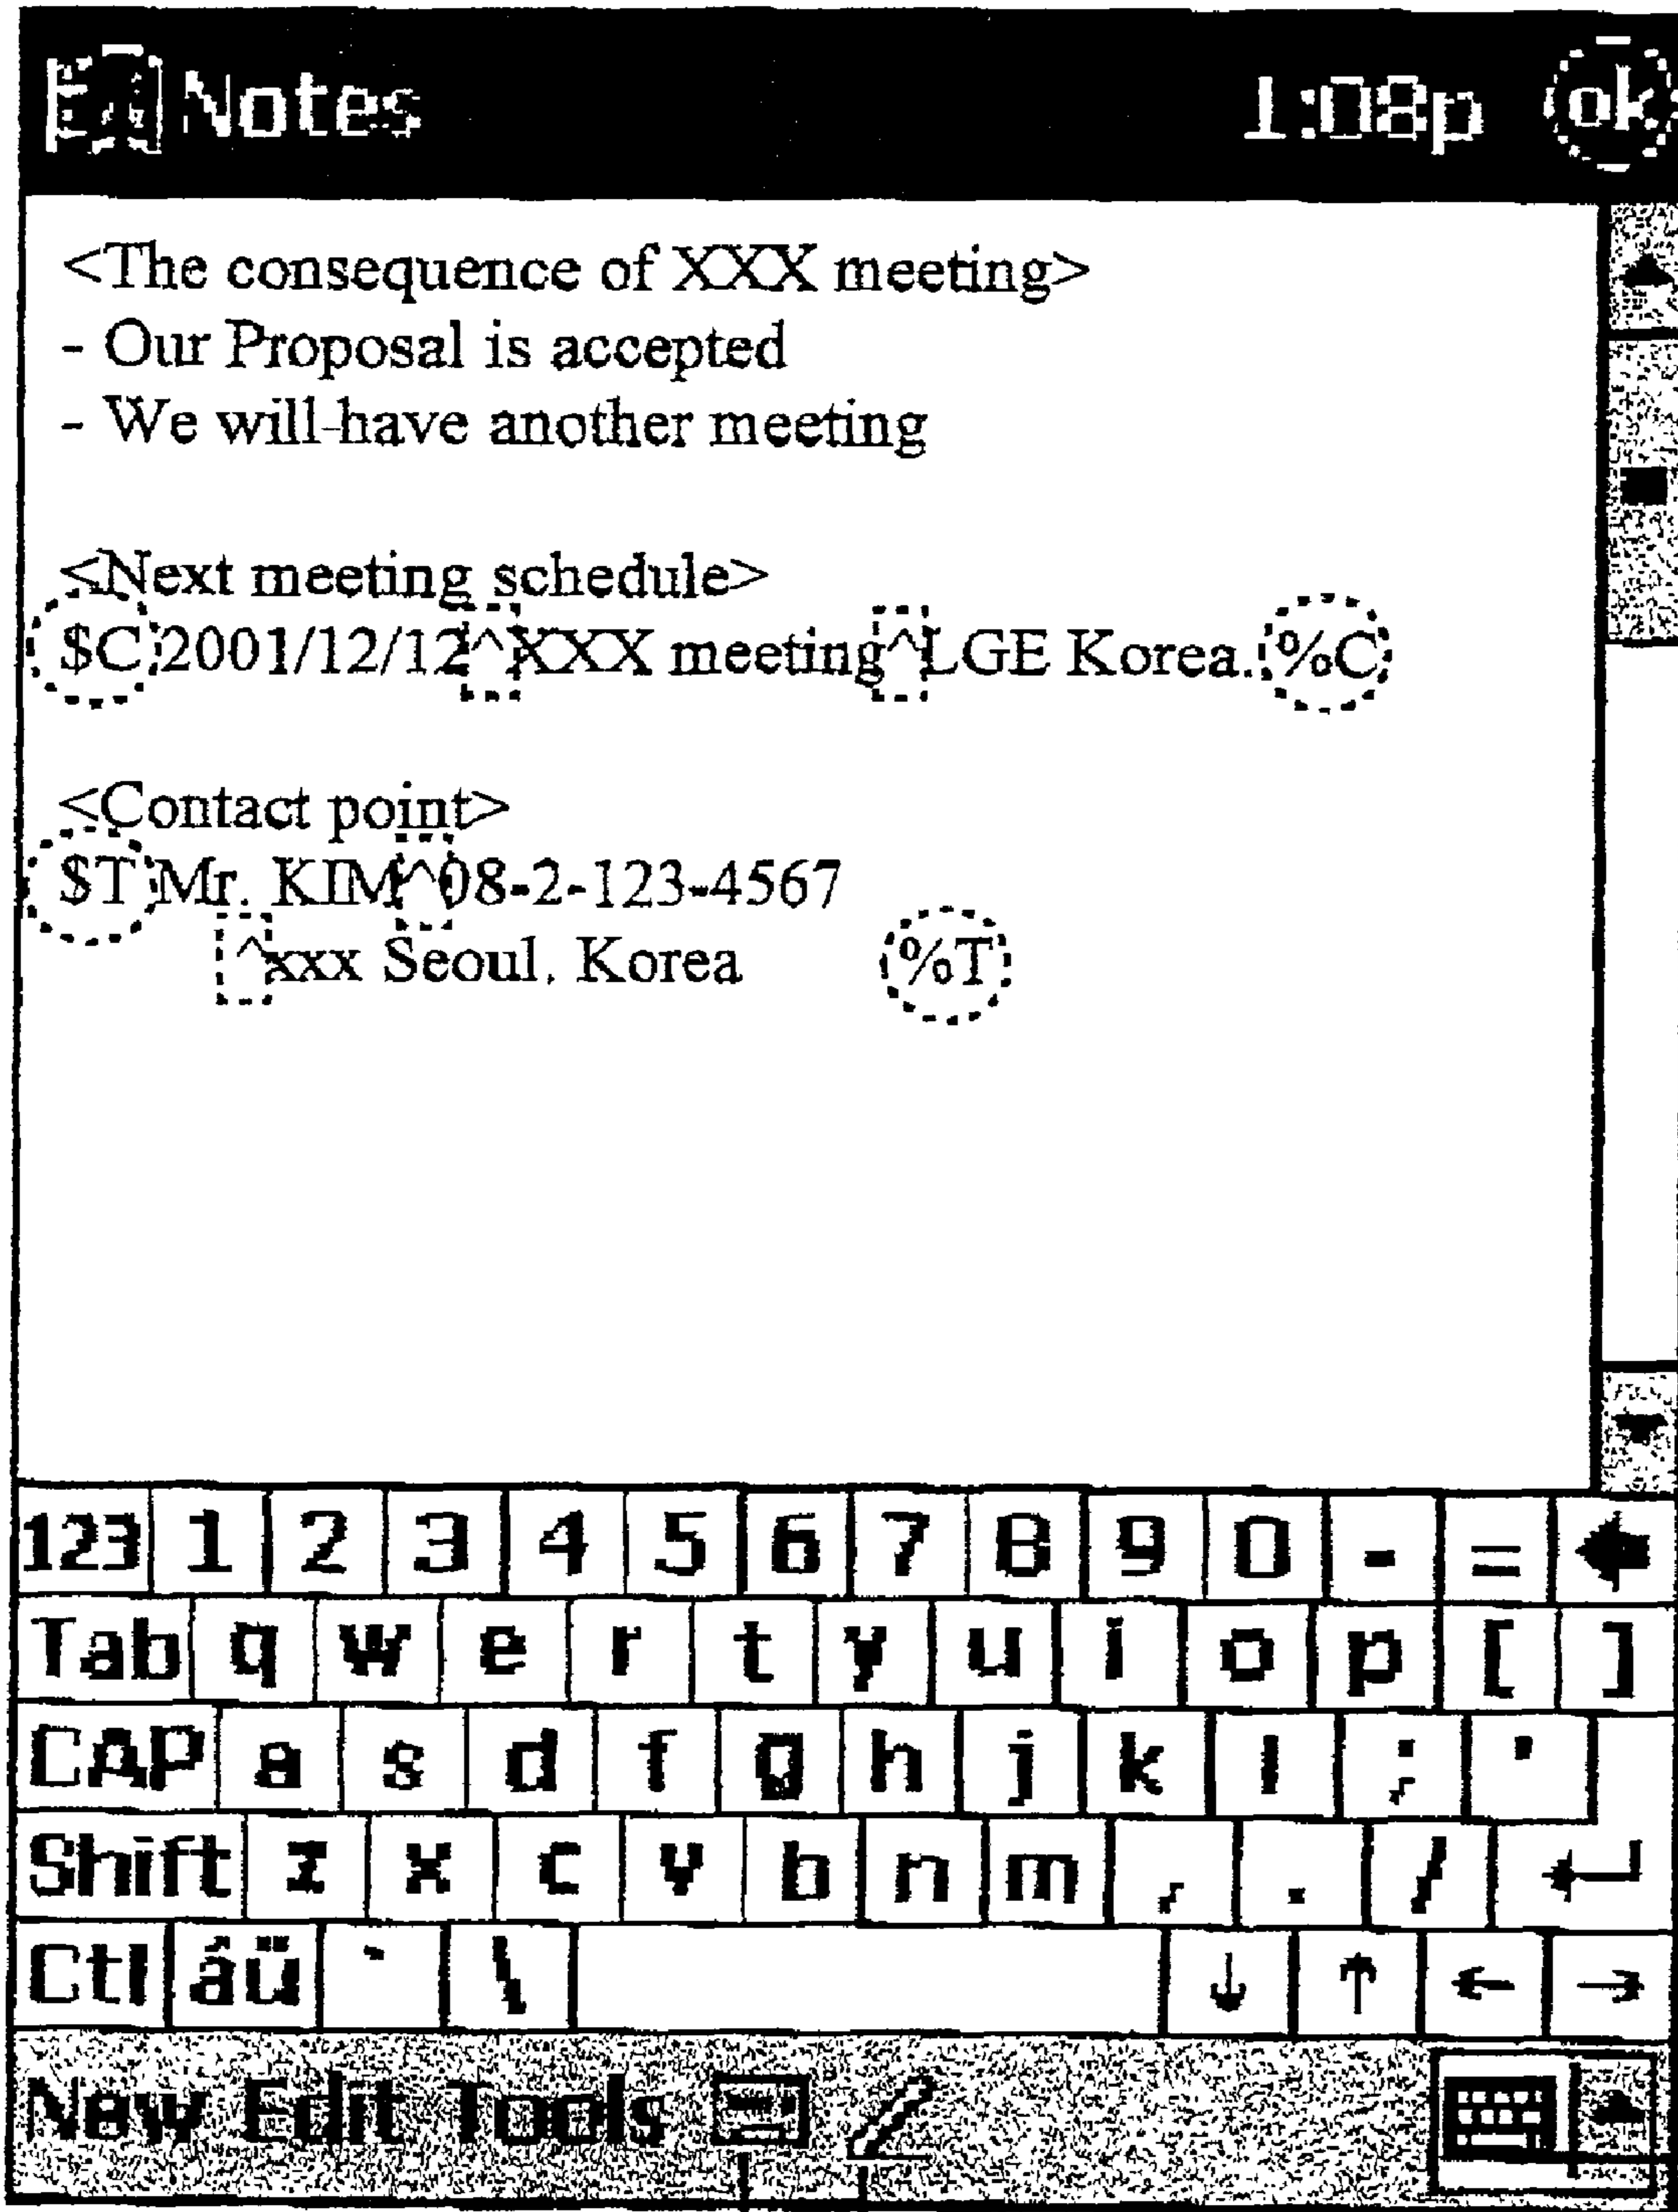 Notes 1:08p ok
<The consequence of XXX meeting>
- Our Proposal is accepted
- We will have another meeting
<Next meeting schedule>
$C 2001/12/12^XXX meeting^LGE Korea. %C
<Contact point>
$T Mr. KIM^08-2-123-4567
^xxx Seoul, Korea %T
123 1 2 3 4 5 6 7 8 9 0 - = ←
Tab q w e r t y u i o p [ ]
CAP a s d f g h j k l ; '
Shift z x c v b n m , . / ↵
Ctl áü ` \ ↓ ↑ ← →
New Edit Tools